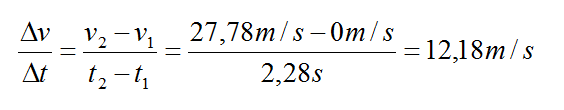 Δv/Δt = (v₂ − v₁)/(t₂ − t₁) = (27,78m/s − 0m/s)/(2,28s) = 12,18m/s